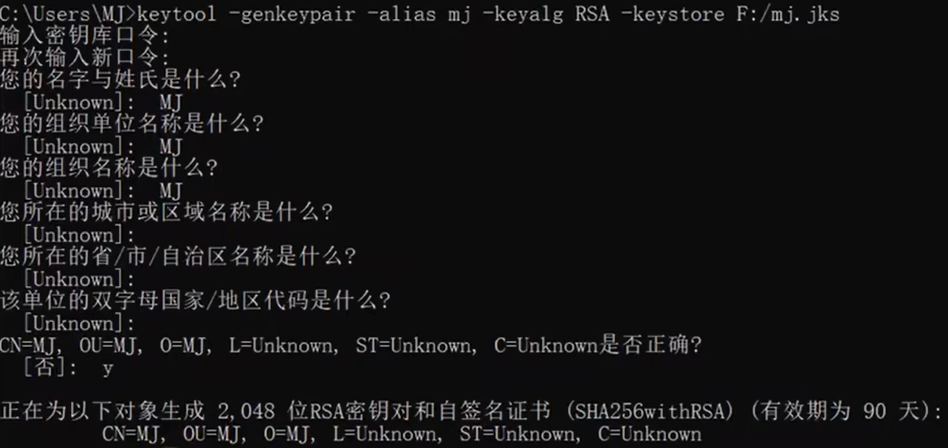 C:\Users\MJ>keytool -genkeypair -alias mj -keyalg RSA -keystore F:/mj.jks
输入密钥库口令:
再次输入新口令:
您的名字与姓氏是什么?
[Unknown]: MJ
您的组织单位名称是什么?
[Unknown]: MJ
您的组织名称是什么?
[Unknown]: MJ
您所在的城市或区域名称是什么?
[Unknown]:
您所在的省/市/自治区名称是什么?
[Unknown]:
该单位的双字母国家/地区代码是什么?
[Unknown]:
CN=MJ, OU=MJ, O=MJ, L=Unknown, ST=Unknown, C=Unknown是否正确?
[否]: y
正在为以下对象生成 2,048 位RSA密钥对和自签名证书 (SHA256withRSA) (有效期为 90 天):
CN=MJ, OU=MJ, O=MJ, L=Unknown, ST=Unknown, C=Unknown